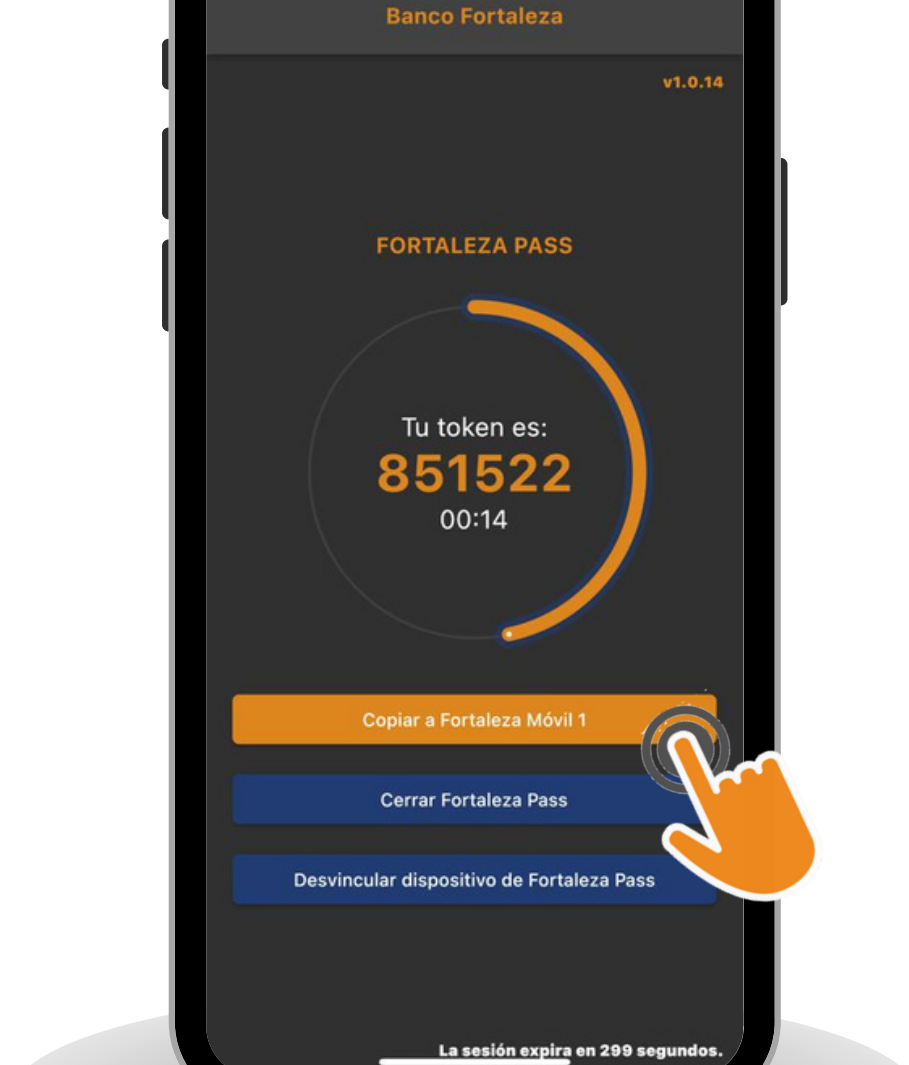 Banco Fortaleza
v1.0.14
FORTALEZA PASS
Tu token es:
851522
00:14
Copiar a Fortaleza Móvil 1
Cerrar Fortaleza Pass
Desvincular dispositivo de Fortaleza Pass
La sesión expira en 299 segundos.